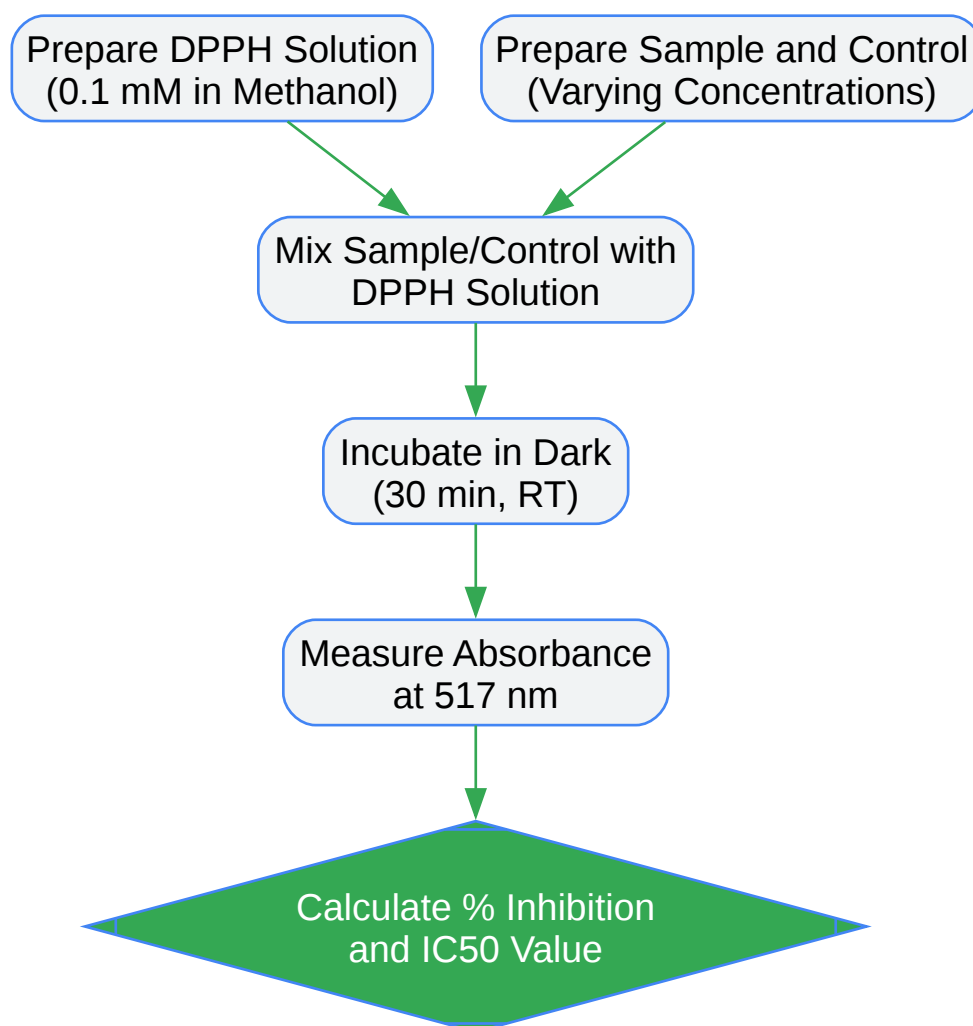 Prepare DPPH Solution
(0.1 mM in Methanol)
Prepare Sample and Control
(Varying Concentrations)
Mix Sample/Control with
DPPH Solution
Incubate in Dark
(30 min, RT)
Measure Absorbance
at 517 nm
Calculate % Inhibition
and IC50 Value